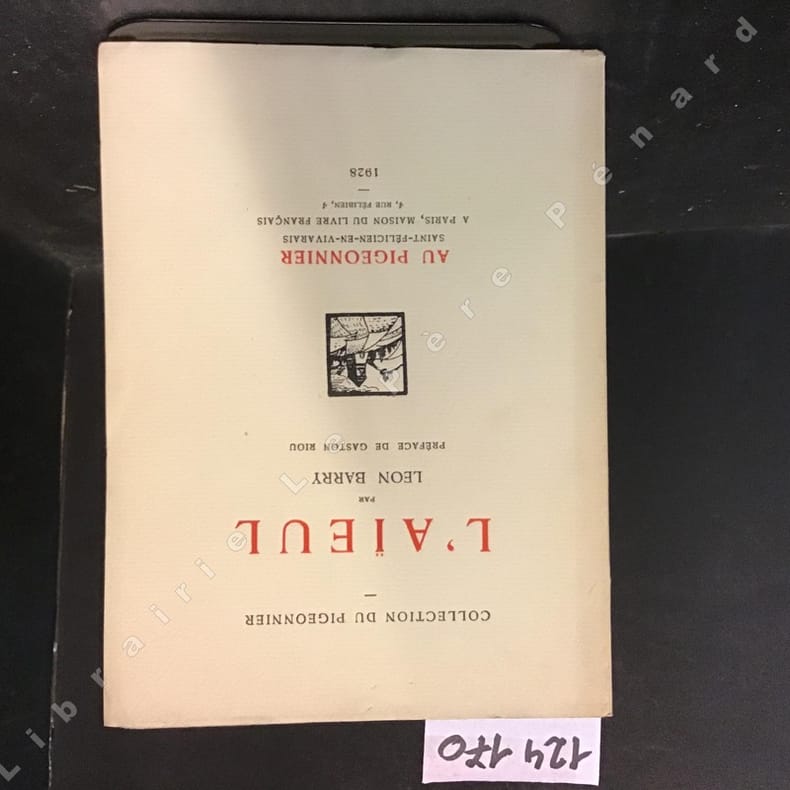 COLLECTION DU PIGEONNIER
L'AÏEUL
PAR
LEON BARRY
PRÉFACE DE GASTON RIOU
AU PIGEONNIER
SAINT-FÉLICIEN-EN-VIVARAIS
A PARIS, MAISON DU LIVRE FRANÇAIS
4, RUE FÉLIBIEN, 4
1928
124 170
Librairie Le Père Pénard